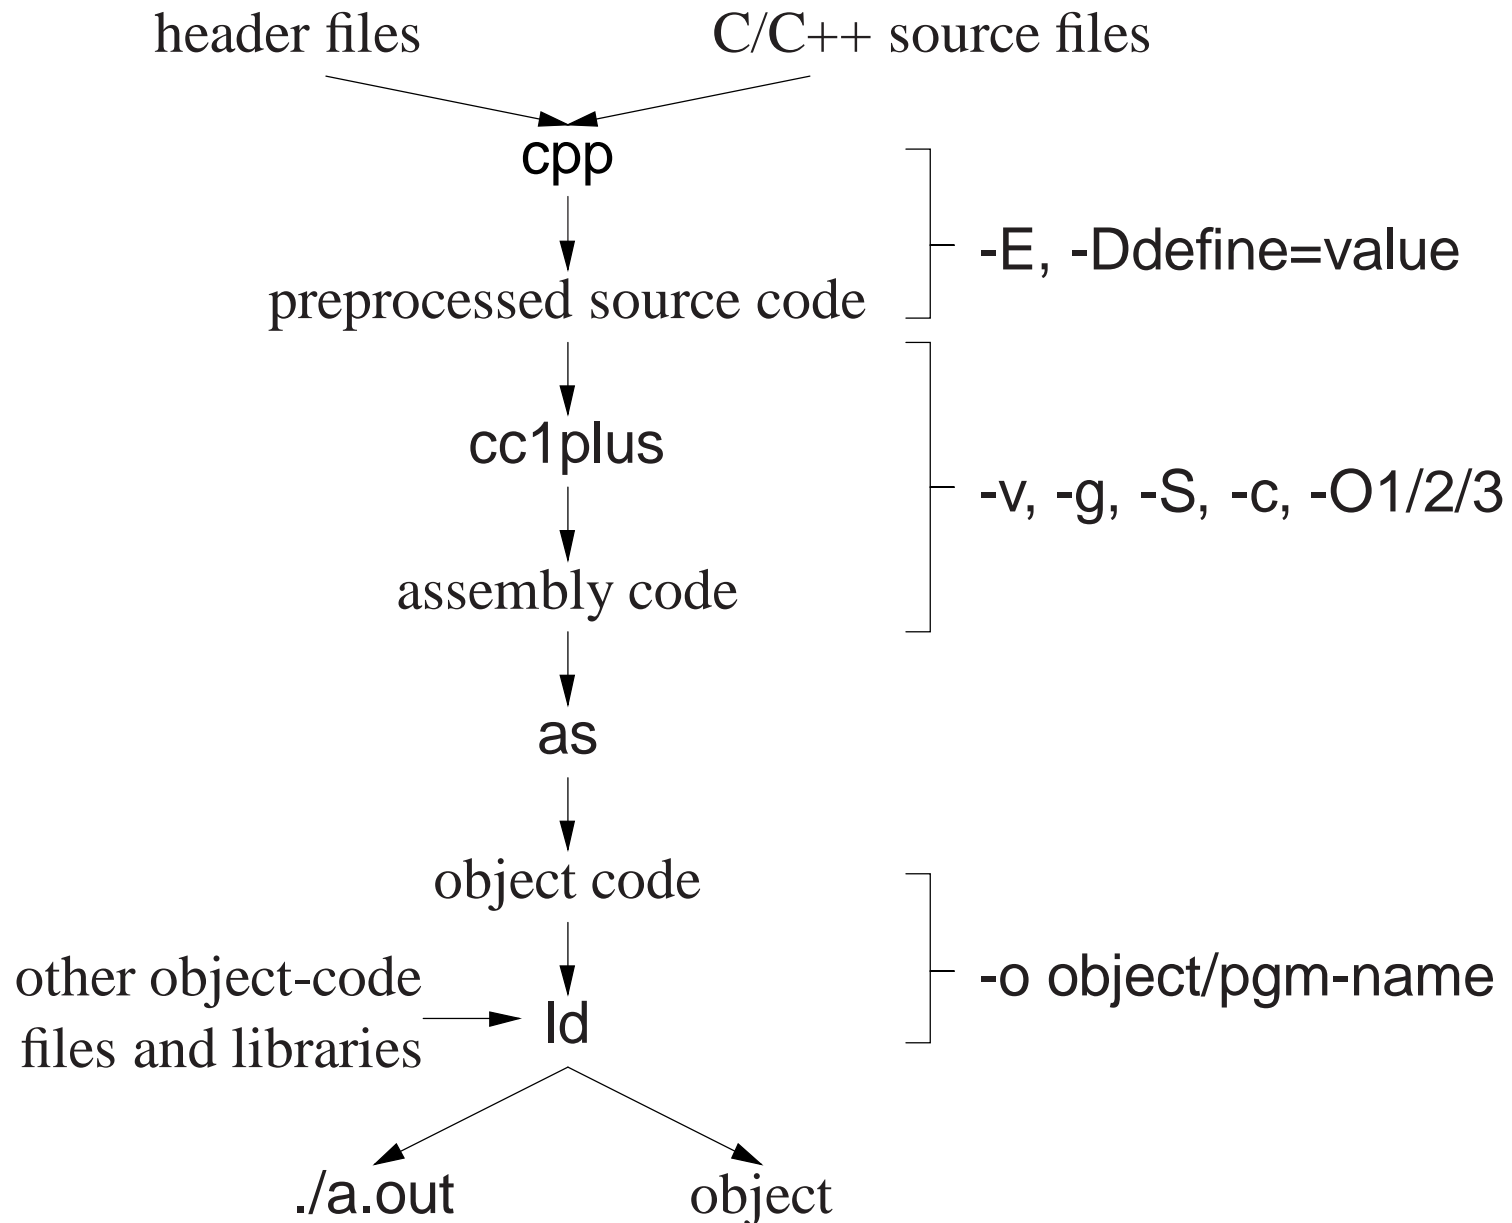 header files
C/C++ source files
cpp
-E, -Ddefine=value
preprocessed source code
cc1plus
-v, -g, -S, -c, -O1/2/3
assembly code
as
object code
other object-code
files and libraries
-o object/pgm-name
ld
./a.out
object